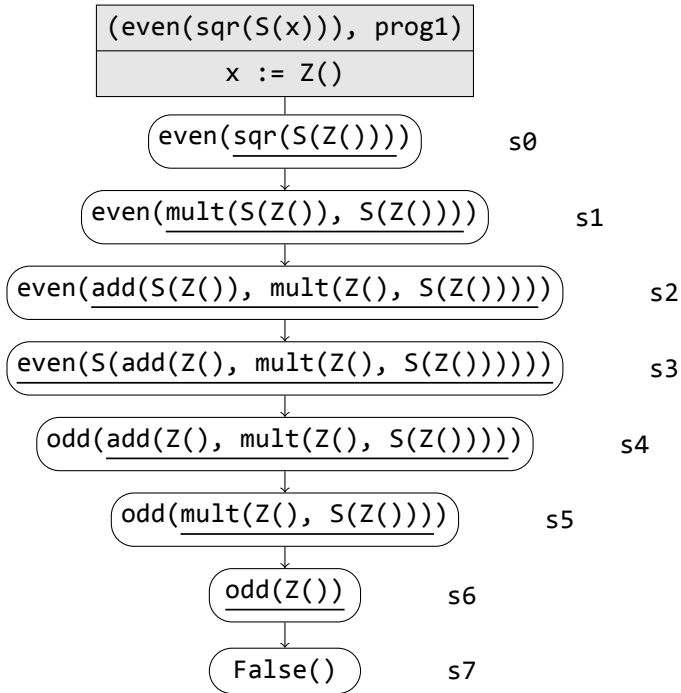 (even(sqr(S(x))), prog1)
x := Z()
even(sqr(S(Z()))) s0
even(mult(S(Z()), S(Z()))) s1
even(add(S(Z()), mult(Z(), S(Z())))) s2
even(S(add(Z(), mult(Z(), S(Z()))))) s3
odd(add(Z(), mult(Z(), S(Z())))) s4
odd(mult(Z(), S(Z()))) s5
odd(Z()) s6
False() s7